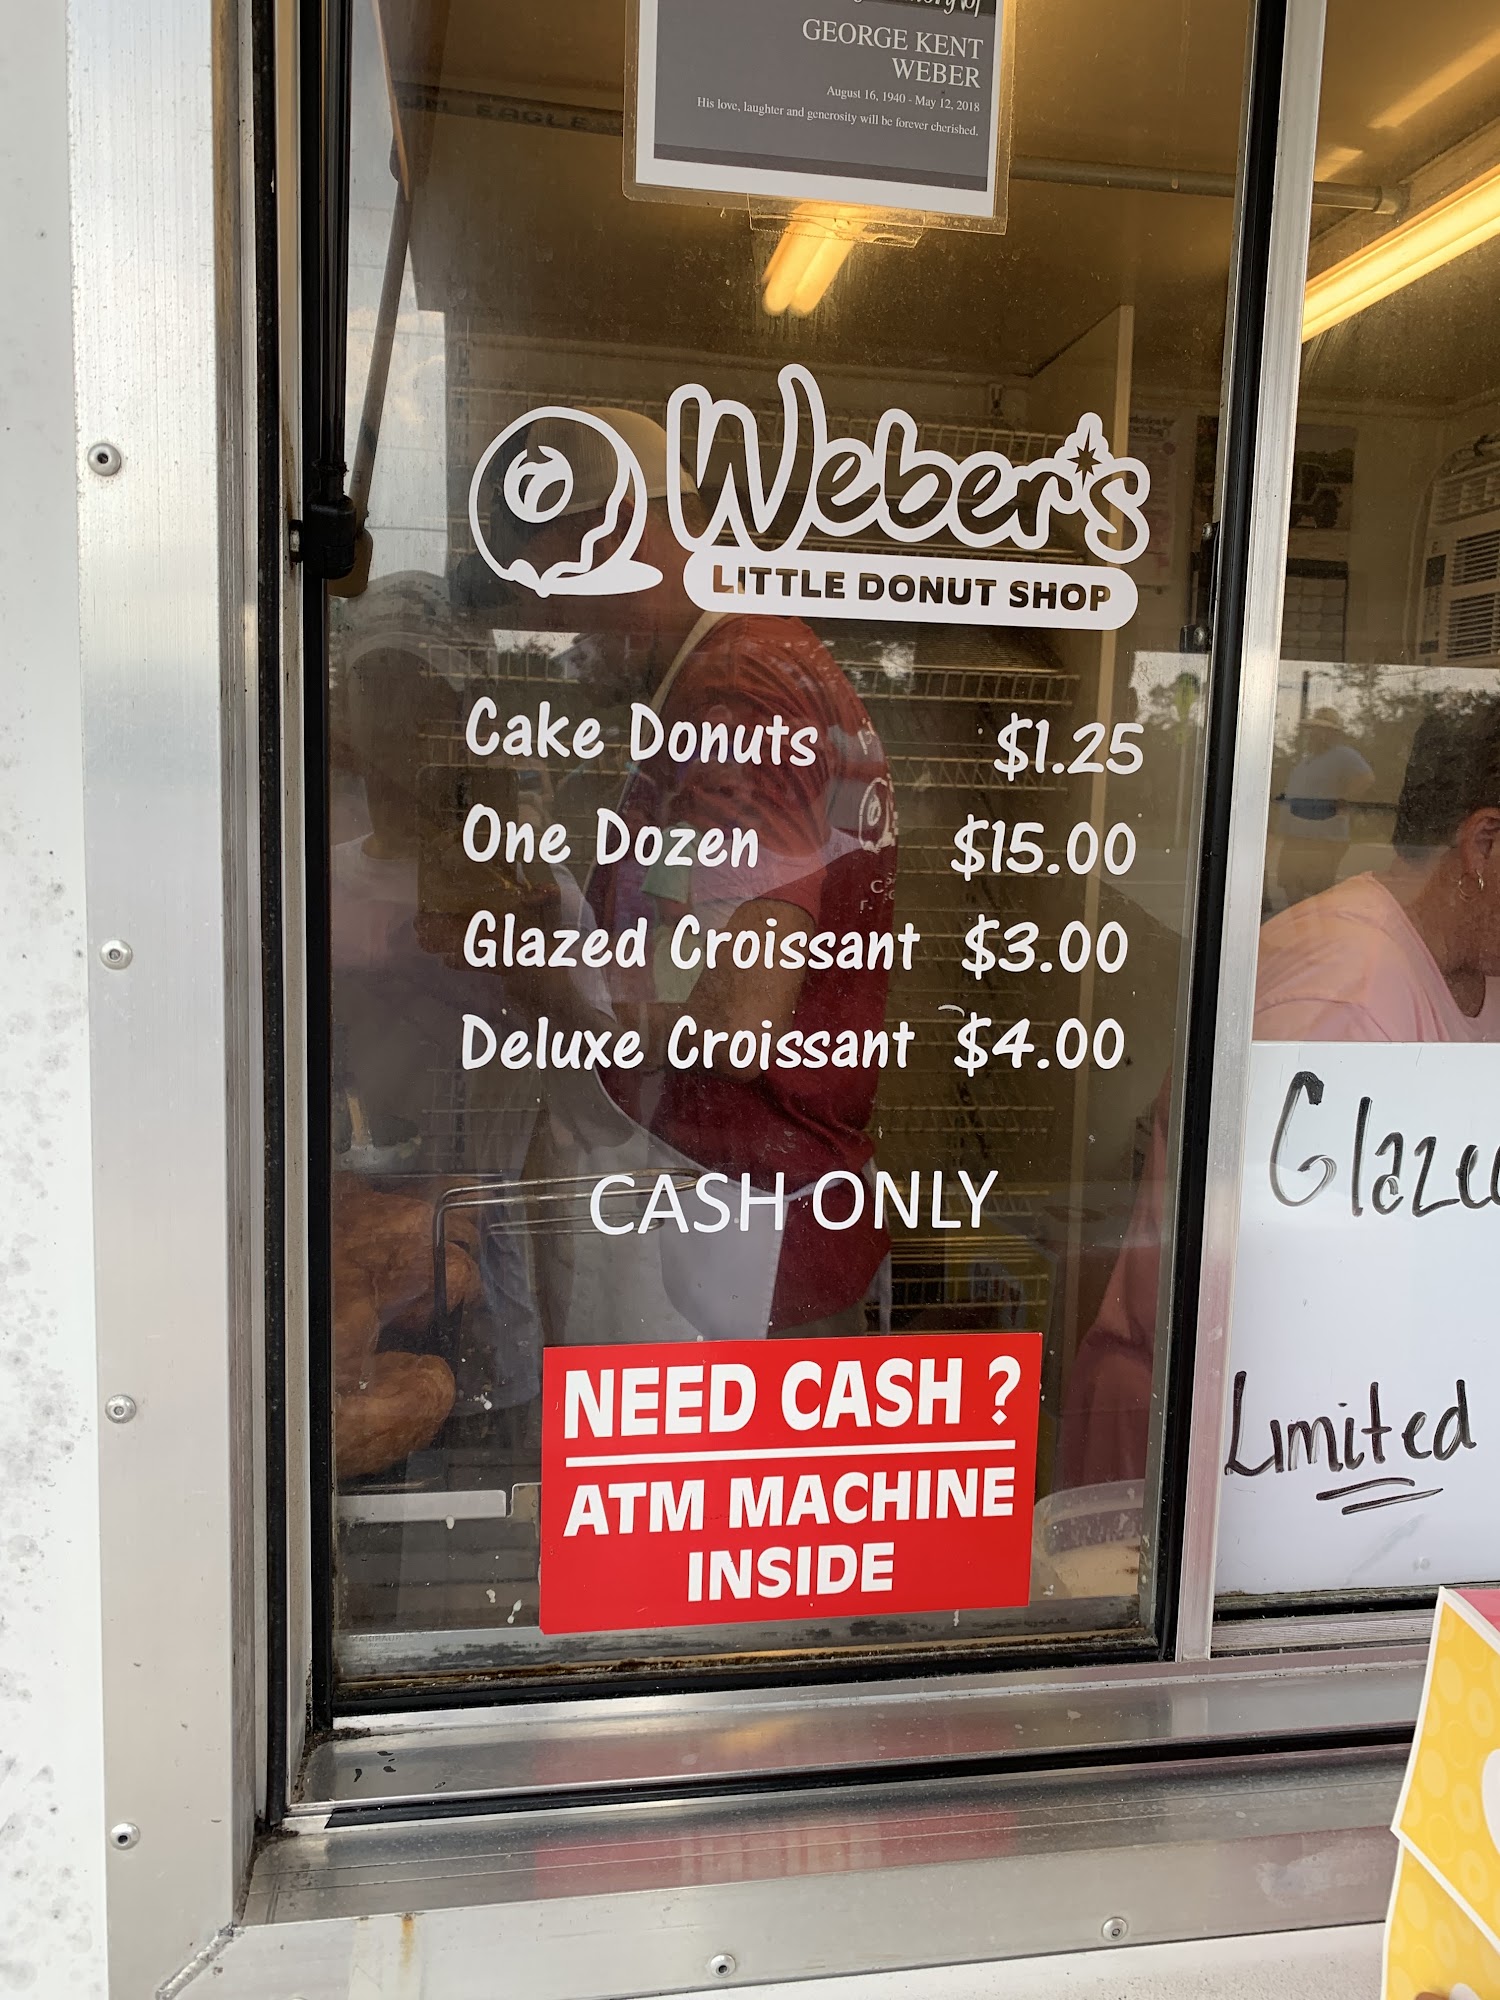 GEORGE KENT
WEBER
August 16, 1940 - May 12, 2018
His love, laughter and generosity will be forever cherished.
EAGLE
Weber's
LITTLE DONUT SHOP
Cake Donuts $1.25
One Dozen $15.00
Glazed Croissant $3.00
Deluxe Croissant $4.00
CASH ONLY
Limited
NEED CASH ?
ATM MACHINE
INSIDE